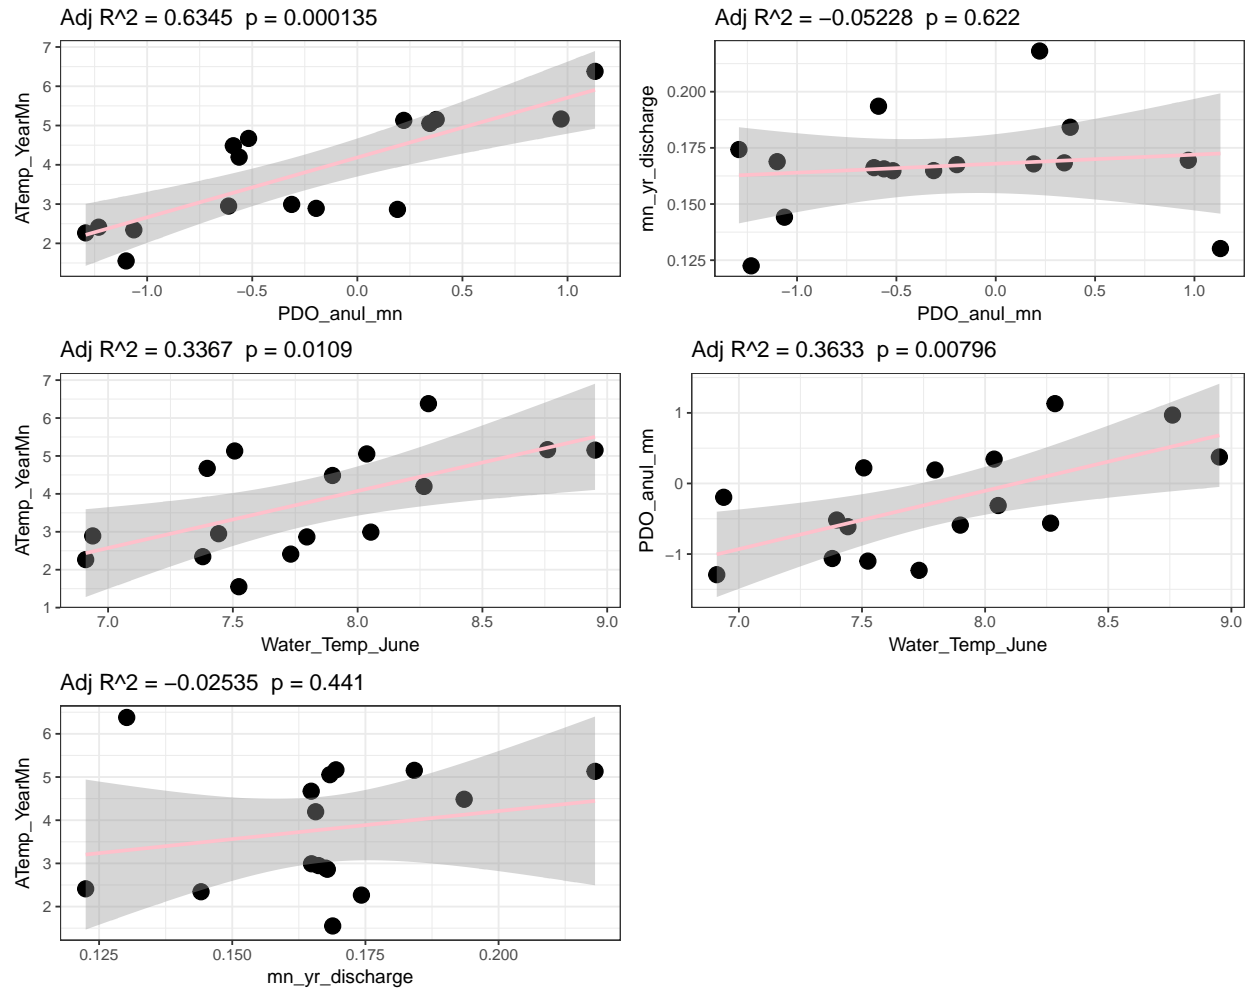 Adj R^2 = 0.6345  p = 0.000135
7
6
5
4
3
2
ATemp_YearMn
−1.0 −0.5 0.0 0.5 1.0
PDO_anul_mn
Adj R^2 = −0.05228  p = 0.622
0.200
0.175
0.150
0.125
mn_yr_discharge
−1.0 −0.5 0.0 0.5 1.0
PDO_anul_mn
Adj R^2 = 0.3367  p = 0.0109
7
6
5
4
3
2
1
ATemp_YearMn
7.0 7.5 8.0 8.5 9.0
Water_Temp_June
Adj R^2 = 0.3633  p = 0.00796
1
0
−1
PDO_anul_mn
7.0 7.5 8.0 8.5 9.0
Water_Temp_June
Adj R^2 = −0.02535  p = 0.441
6
5
4
3
2
ATemp_YearMn
0.125 0.150 0.175 0.200
mn_yr_discharge